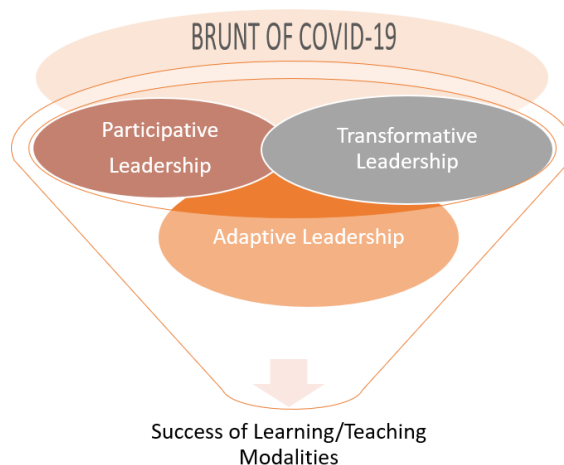 BRUNT OF COVID-19
Participative
Leadership
Transformative
Leadership
Adaptive Leadership
Success of Learning/Teaching
Modalities